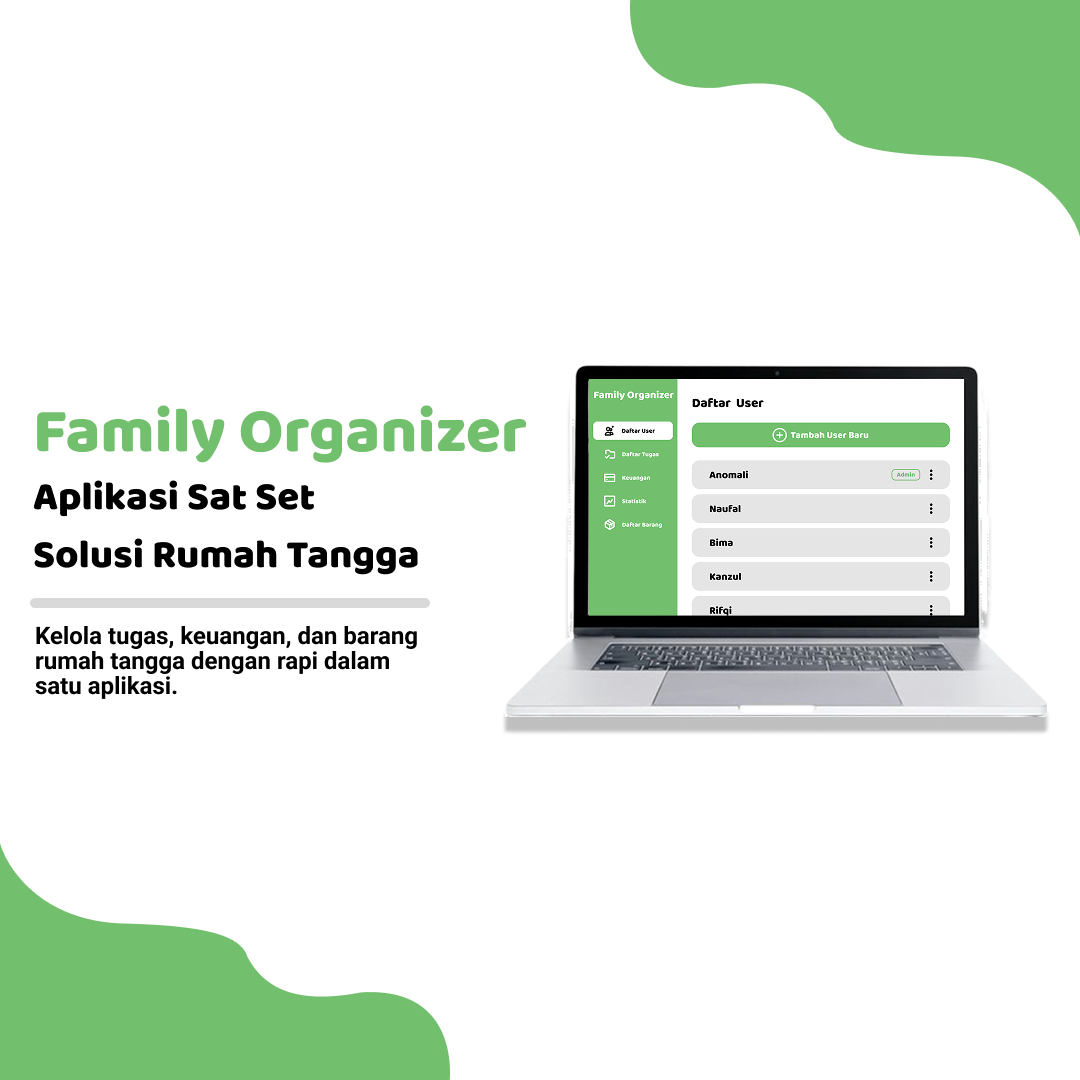 Family Organizer
Aplikasi Sat Set
Solusi Rumah Tangga
Kelola tugas, keuangan, dan barang
rumah tangga dengan rapi dalam
satu aplikasi.
Family Organizer
Daftar User
Daftar Tugas
Keuangan
Statistik
Daftar Barang
Daftar User
Tambah User Baru
Anomali
Admin
Naufal
Bima
Kanzul
Rifqi